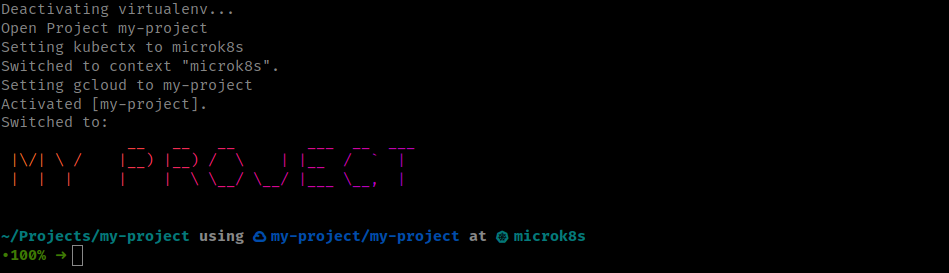 Deactivating virtualenv...
Open Project my-project
Setting kubectx to microk8s
Switched to context "microk8s".
Setting gcloud to my-project
Activated [my-project].
Switched to:
MY PROJECT
~/Projects/my-project using my-project/my-project at microk8s
•100% →